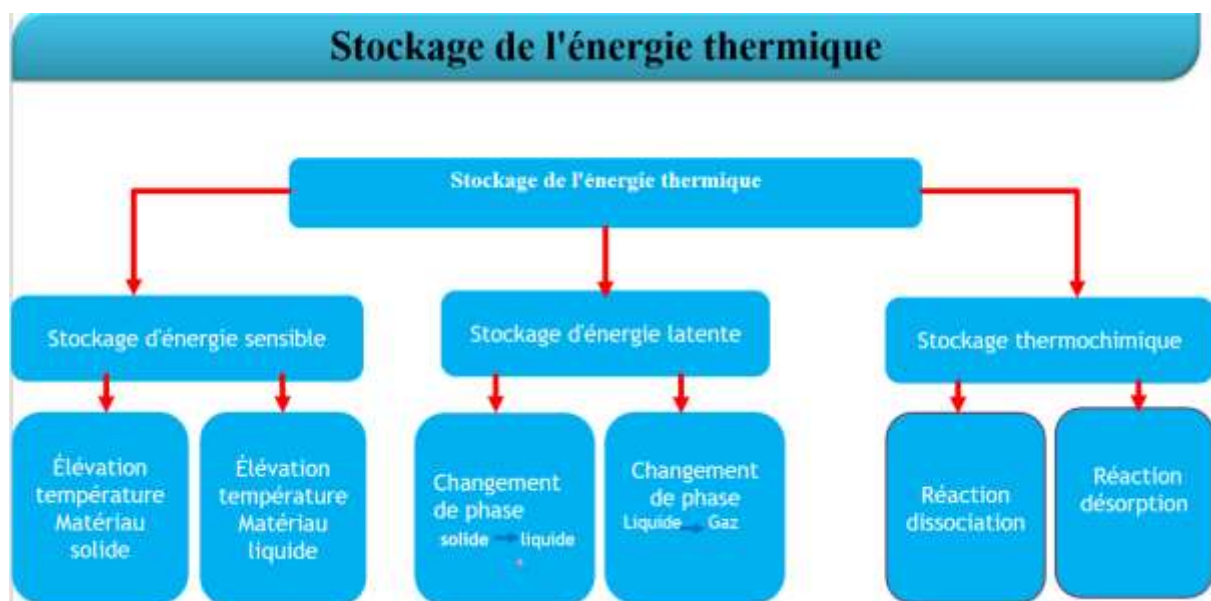 Stockage de l'énergie thermique
Stockage de l'énergie thermique
Stockage d'énergie sensible
Stockage d'énergie latente
Stockage thermochimique
Élévation
température
Matériau
solide
Élévation
température
Matériau
liquide
Changement
de phase
solide → liquide
Changement
de phase
Liquide → Gaz
Réaction
dissociation
Réaction
désorption